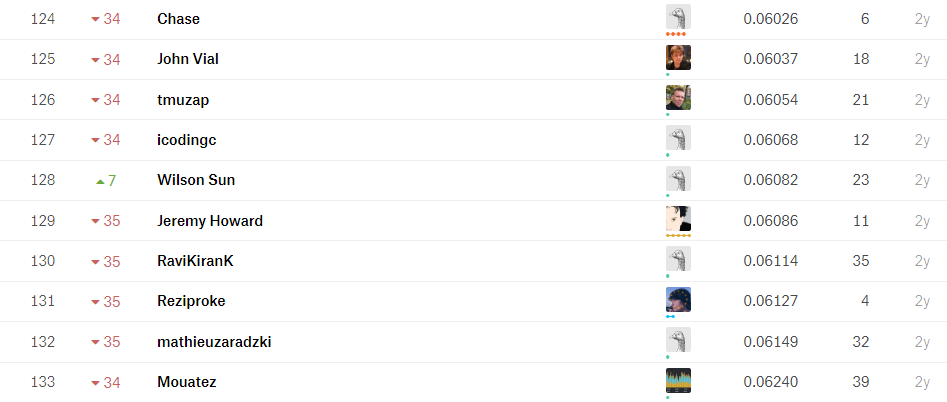 124 34 Chase 0.06026 6 2y
125 34 John Vial 0.06037 18 2y
126 34 tmuzap 0.06054 21 2y
127 34 icodingc 0.06068 12 2y
128 7 Wilson Sun 0.06082 23 2y
129 35 Jeremy Howard 0.06086 11 2y
130 35 RaviKiranK 0.06114 35 2y
131 35 Reziproke 0.06127 4 2y
132 35 mathieuzaradzki 0.06149 32 2y
133 34 Mouatez 0.06240 39 2y